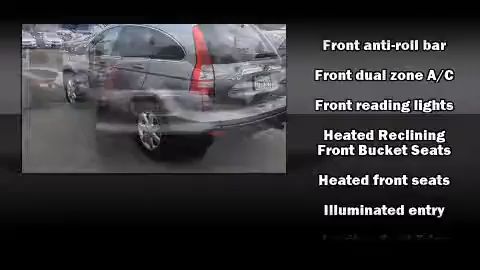 Front anti-roll bar
Front dual zone A/C
Front reading lights
Heated Reclining
Front Bucket Seats
Heated front seats
Illuminated entry